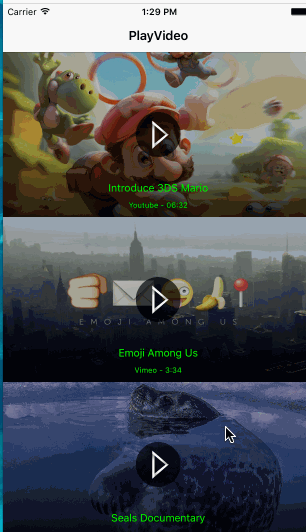 Carrier 1:29 PM
PlayVideo
Introduce 3DS Mario
Youtube - 06:32
EMOJI AMONG US
Emoji Among Us
Vimeo - 3:34
Seals Documentary